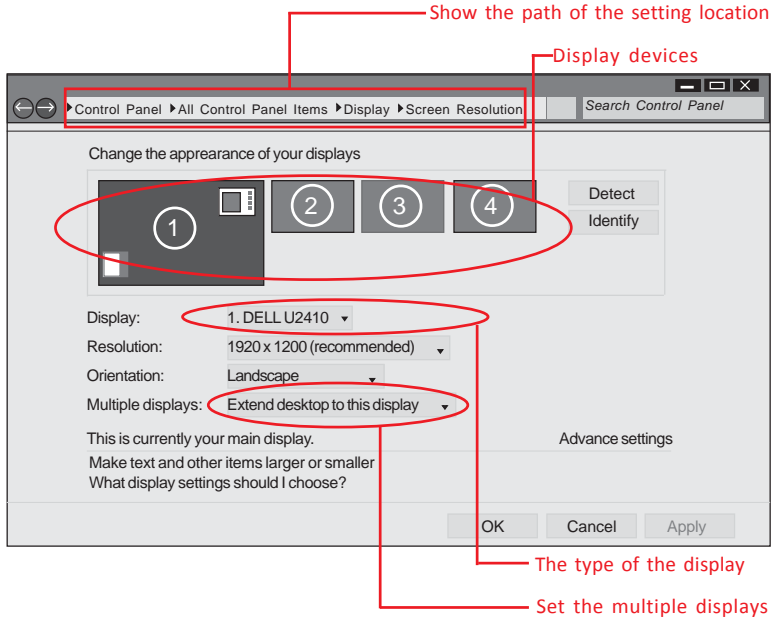 Show the path of the setting location
Display devices
Control Panel All Control Panel Items Display Screen Resolution
Search Control Panel
Change the apprearance of your displays
1
2
3
4
Detect
Identify
Display: 1. DELL U2410
Resolution: 1920 x 1200 (recommended)
Orientation: Landscape
Multiple displays: Extend desktop to this display
This is currently your main display. Advance settings
Make text and other items larger or smaller
What display settings should I choose?
OK Cancel Apply
The type of the display
Set the multiple displays